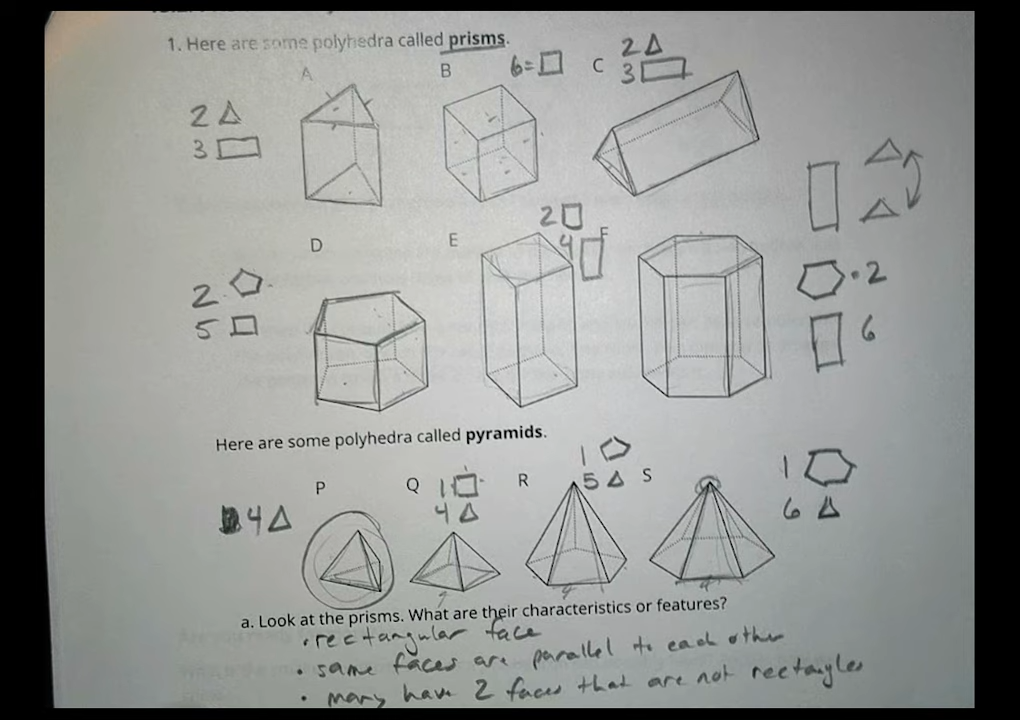 1. Here are some polyhedra called prisms.
A
B
6=
C
2
3
2
3
D
E
2
4
F
2
5
2
6
Here are some polyhedra called pyramids.
P
4
Q
1
4
R
1
5
S
1
6
a. Look at the prisms. What are their characteristics or features?
• rectangular face
• same faces are parallel to each other
• many have 2 faces that are not rectangles